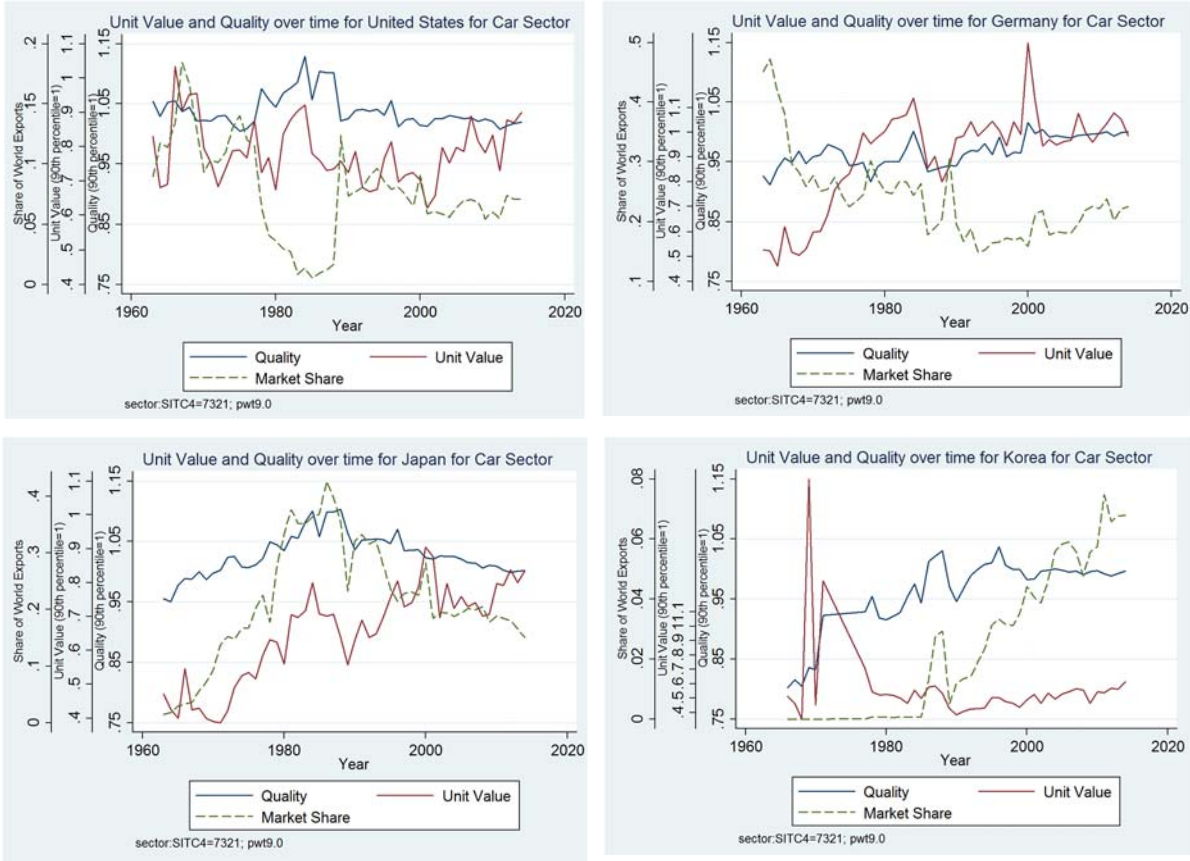 Unit Value and Quality over time for United States for Car Sector
Share of World Exports
0 .05 .1 .15 .2
Unit Value (90th percentile=1)
.4 .5 .6 .7 .8 .9 1 1.1
Quality (90th percentile=1)
.75 .85 .95 1.05 1.15
1960 1980 2000 2020
Year
Quality Unit Value
Market Share
sector:SITC4=7321; pwt9.0
Unit Value and Quality over time for Germany for Car Sector
Share of World Exports
.1 .2 .3 .4 .5
Unit Value (90th percentile=1)
.4 .5 .6 .7 .8 .9 1 1.1
Quality (90th percentile=1)
.75 .85 .95 1.05 1.15
1960 1980 2000 2020
Year
Quality Unit Value
Market Share
sector:SITC4=7321; pwt9.0
Unit Value and Quality over time for Japan for Car Sector
Share of World Exports
0 .1 .2 .3 .4
Unit Value (90th percentile=1)
.4 .5 .6 .7 .8 .9 1 1.1
Quality (90th percentile=1)
.75 .85 .95 1.05 1.15
1960 1980 2000 2020
Year
Quality Unit Value
Market Share
sector:SITC4=7321; pwt9.0
Unit Value and Quality over time for Korea for Car Sector
Share of World Exports
0 .02 .04 .06 .08
Unit Value (90th percentile=1)
.4 .5 .6 .7 .8 .9 1 1.1
Quality (90th percentile=1)
.75 .85 .95 1.05 1.15
1960 1980 2000 2020
Year
Quality Unit Value
Market Share
sector:SITC4=7321; pwt9.0